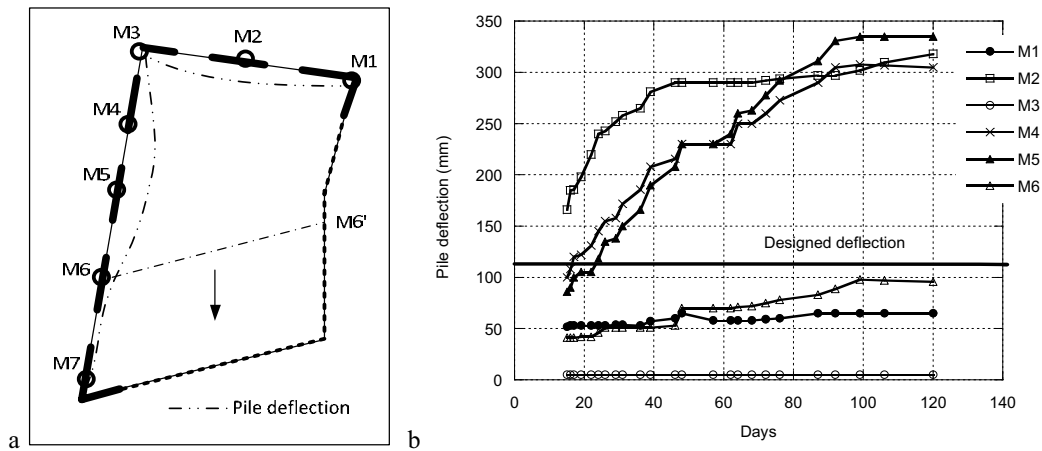 M3
M2
M1
M4
M5
M6'
M6
M7
Pile deflection
a
b
Pile deflection (mm)
350
300
250
200
150
100
50
0
Designed deflection
0 20 40 60 80 100 120 140
Days
M1
M2
M3
M4
M5
M6